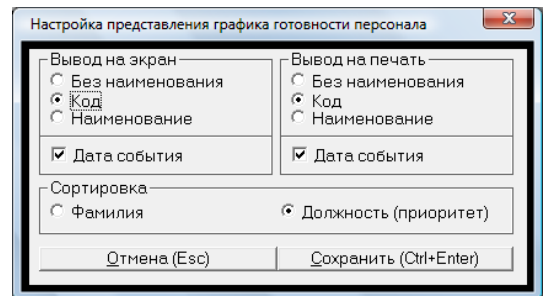 Настройка представления графика готовности персонала
Вывод на экран
Без наименования
Код
Наименование
Дата события
Вывод на печать
Без наименования
Код
Наименование
Дата события
Сортировка
Фамилия
Должность (приоритет)
Отмена (Esc)
Сохранить (Ctrl+Enter)